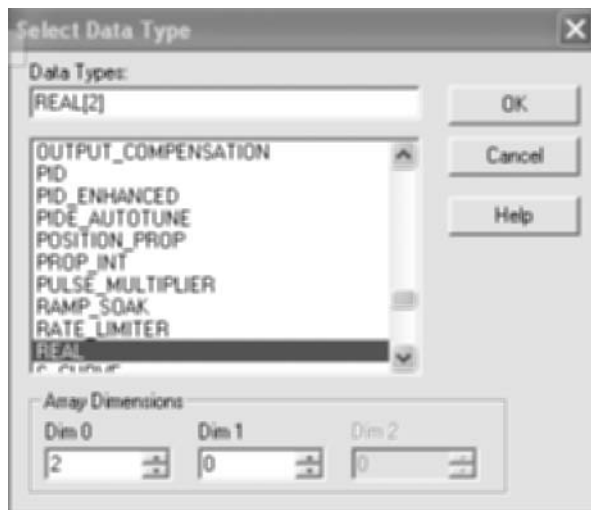 Select Data Type
Data Types:
REAL[2]
OK
OUTPUT_COMPENSATION
Cancel
PID
PID_ENHANCED
PIDE_AUTOTUNE
Help
POSITION_PROP
PROP_INT
PULSE_MULTIPLIER
RAMP_SOAK
RATE_LIMITER
REAL
S_CURVE
Array Dimensions
Dim 0 Dim 1 Dim 2
2 0 0